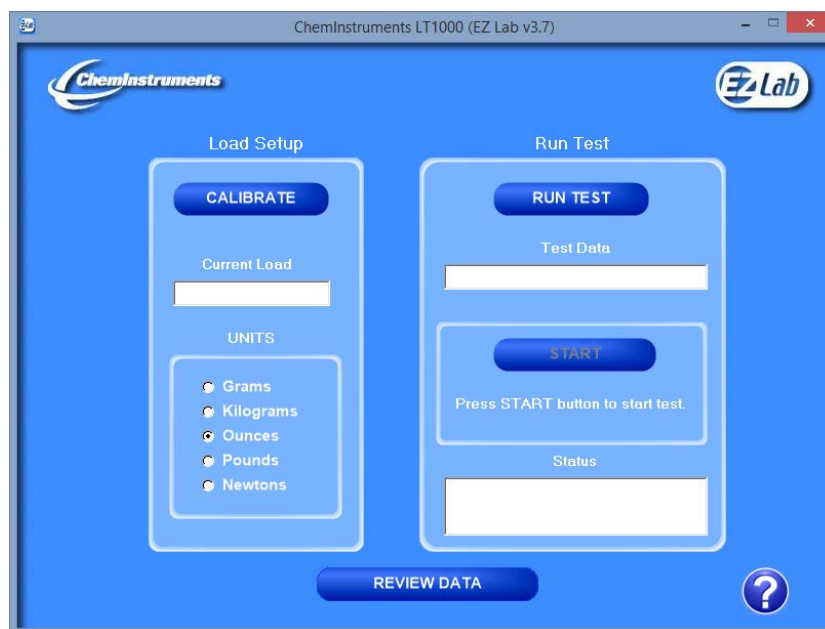 ChemInstruments LT1000 (EZ Lab v3.7)
ChemInstruments
EZ Lab
Load Setup
CALIBRATE
Current Load
UNITS
Grams
Kilograms
Ounces
Pounds
Newtons
Run Test
RUN TEST
Test Data
START
Press START button to start test.
Status
REVIEW DATA
?